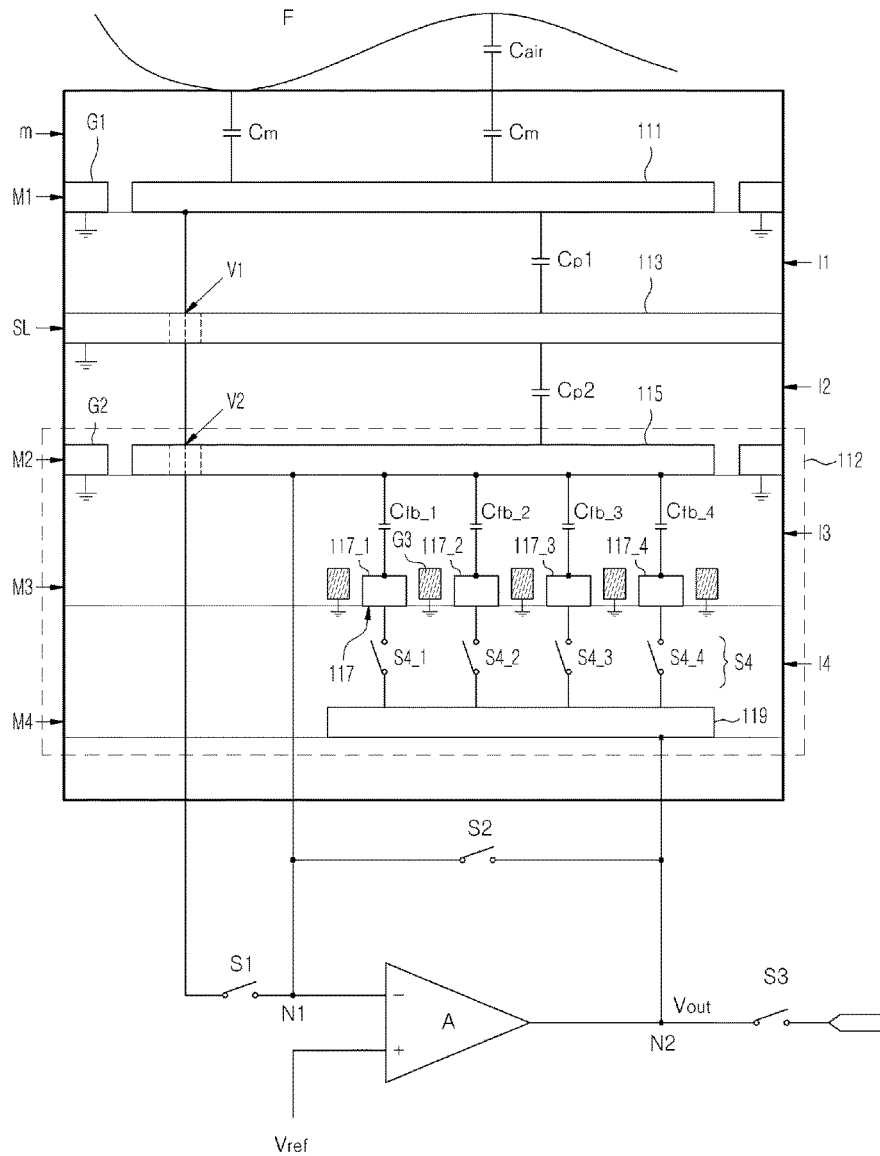 F
Cair
m
G1
Cm
Cm
111
M1
V1
Cp1
113
I1
SL
G2
V2
Cp2
115
I2
M2
112
Cfb_1
Cfb_2
Cfb_3
Cfb_4
I3
117_1
G3
117_2
117_3
117_4
M3
117
S4_1
S4_2
S4_3
S4_4
S4
I4
M4
119
S2
S1
S3
N1
−
A
Vout
N2
+
Vref